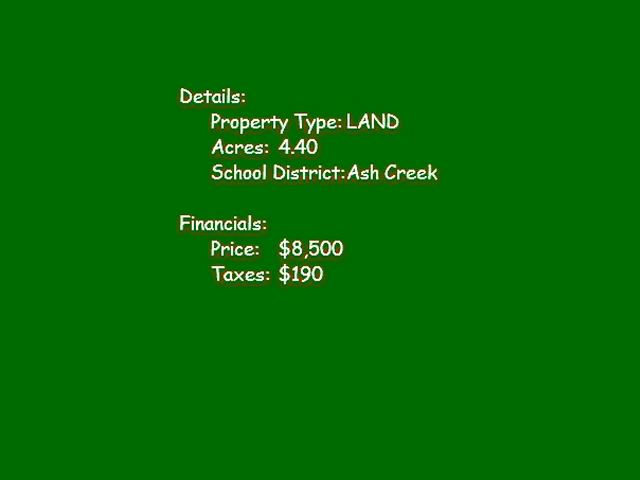 Details:
Property Type: LAND
Acres: 4.40
School District: Ash Creek
Financials:
Price: $8,500
Taxes: $190